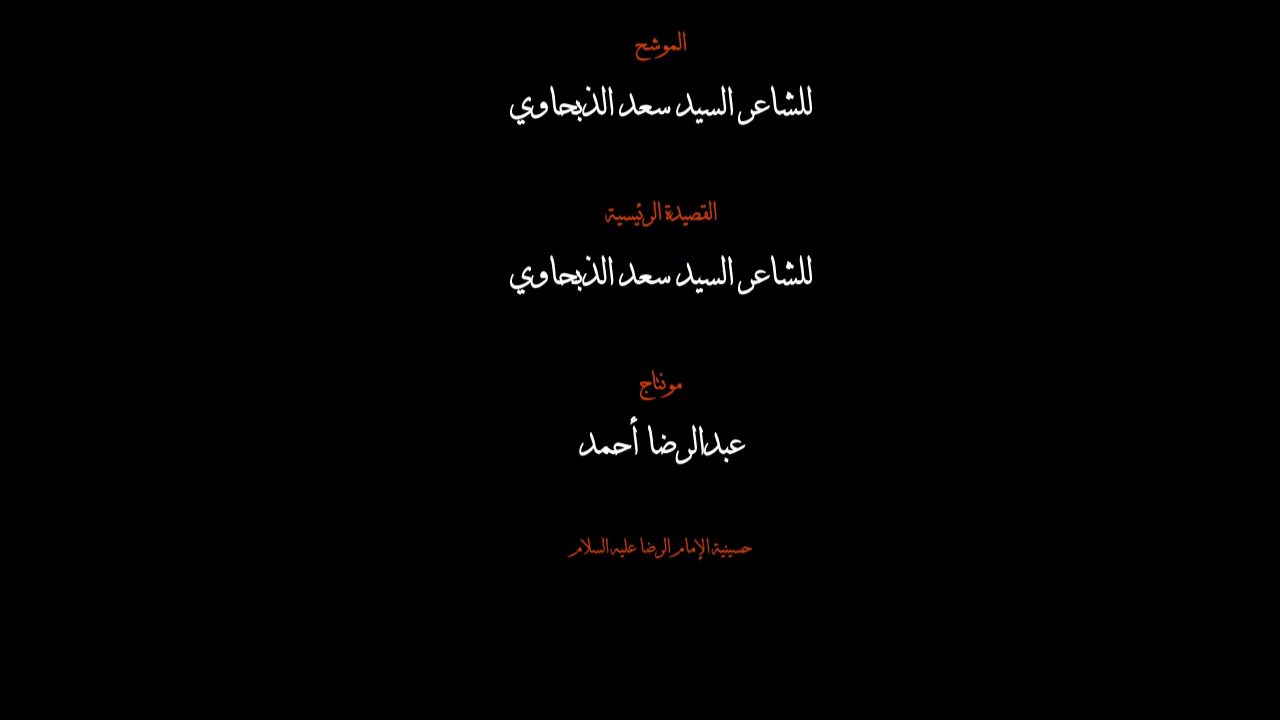 الموشح
للشاعر السيد سعد الذبحاوي
القصيدة الرئيسية
للشاعر السيد سعد الذبحاوي
مونتاج
عبدالرضا أحمد
حسينية الإمام الرضا عليه السلام